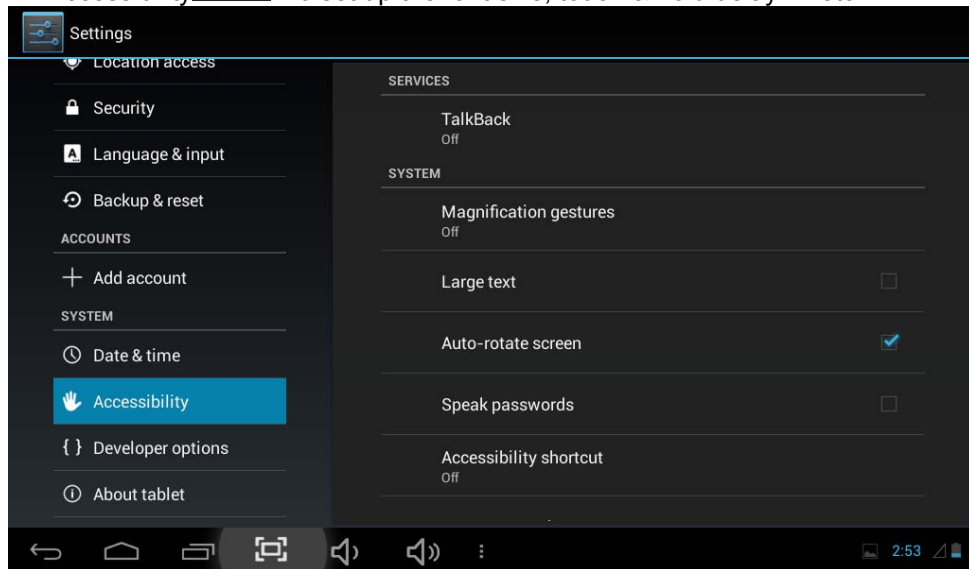 Settings
Location access
Security
Language & input
Backup & reset
ACCOUNTS
Add account
SYSTEM
Date & time
Accessibility
Developer options
About tablet
SERVICES
TalkBack
Off
SYSTEM
Magnification gestures
Off
Large text
Auto-rotate screen
Speak passwords
Accessibility shortcut
Off
2:53